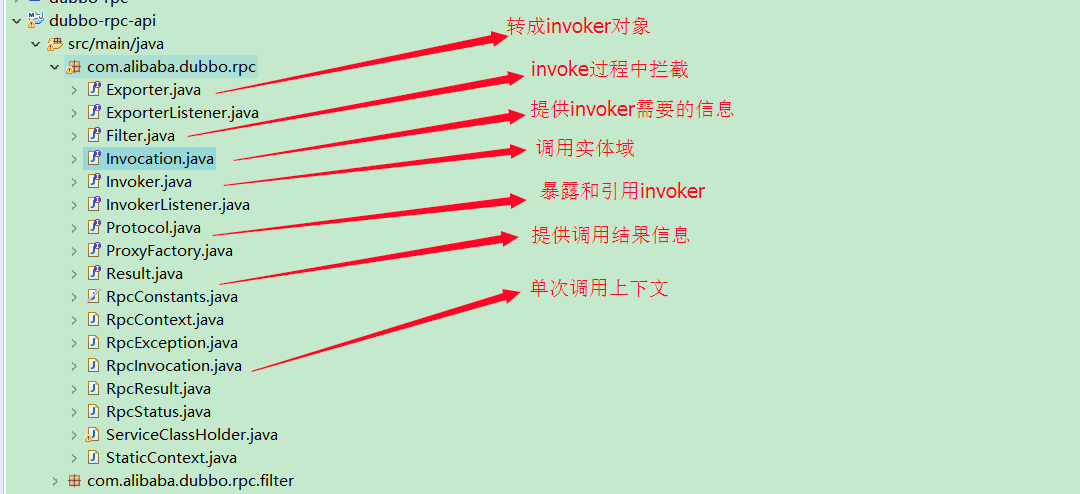 dubbo-rpc
dubbo-rpc-api
src/main/java
com.alibaba.dubbo.rpc
Exporter.java
转成invoker对象
ExporterListener.java
Filter.java
invoke过程中拦截
Invocation.java
提供invoker需要的信息
Invoker.java
调用实体域
InvokerListener.java
Protocol.java
暴露和引用invoker
ProxyFactory.java
Result.java
提供调用结果信息
RpcConstants.java
RpcContext.java
RpcException.java
RpcInvocation.java
单次调用上下文
RpcResult.java
RpcStatus.java
ServiceClassHolder.java
StaticContext.java
com.alibaba.dubbo.rpc.filter